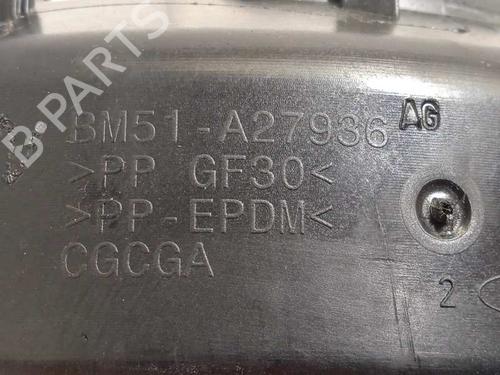 BM51-A27936 AG
>PP GF30<
>PP-EPDM<
CGCGA
2
B-Parts